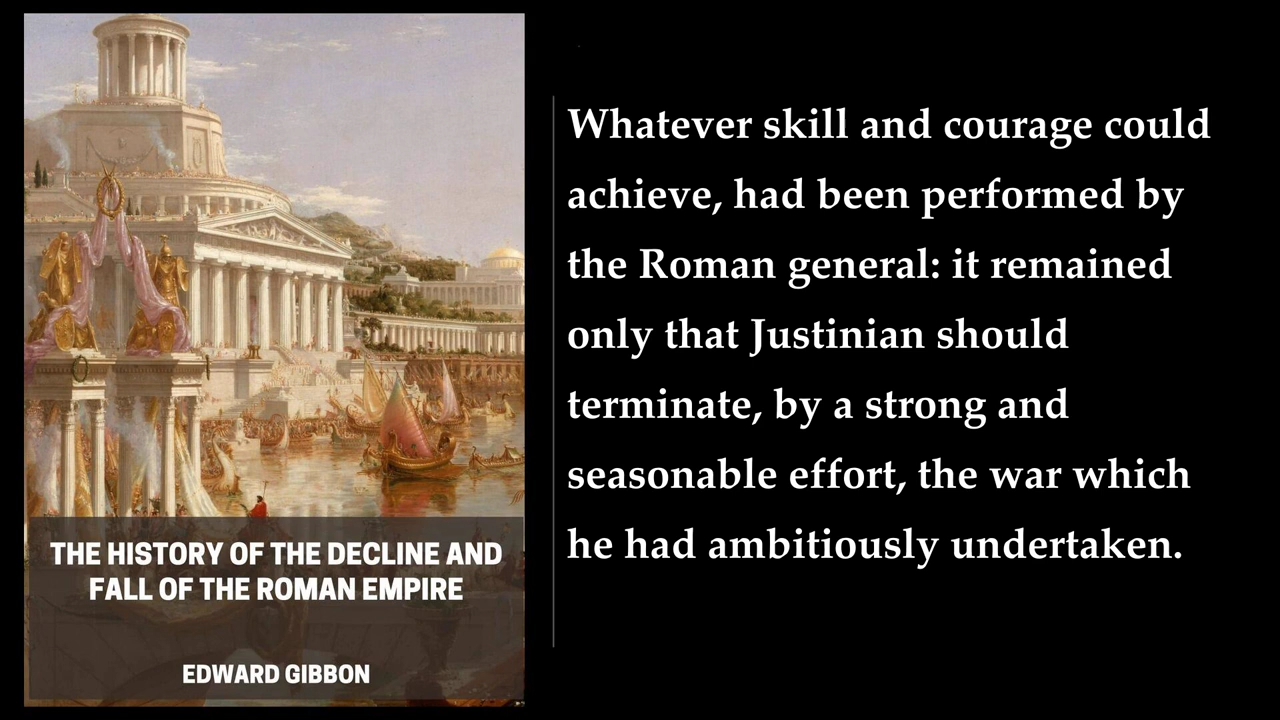 THE HISTORY OF THE DECLINE AND
FALL OF THE ROMAN EMPIRE
EDWARD GIBBON
Whatever skill and courage could
achieve, had been performed by
the Roman general: it remained
only that Justinian should
terminate, by a strong and
seasonable effort, the war which
he had ambitiously undertaken.